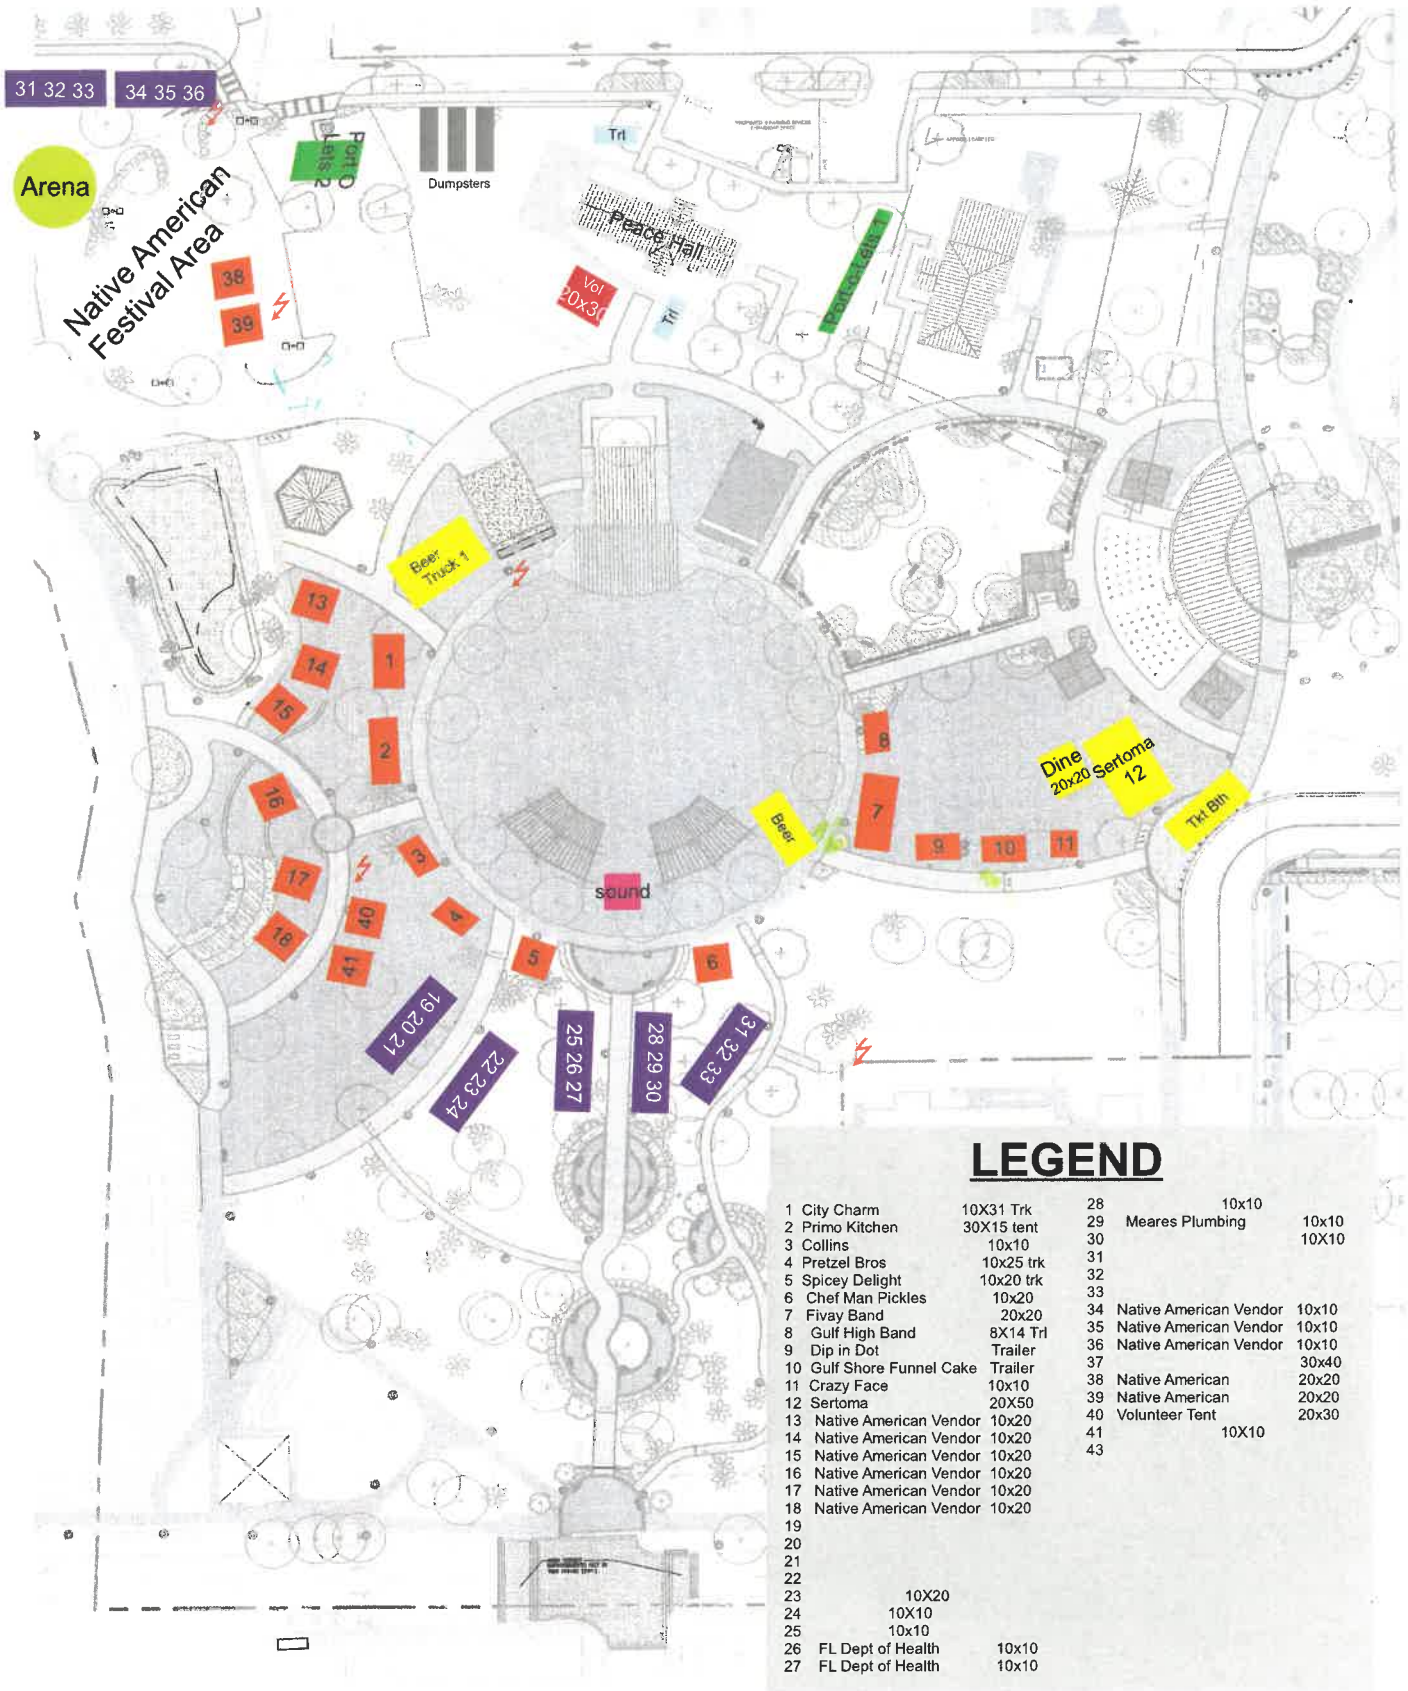 31 32 33
34 35 36
Arena
Native American
Festival Area
Port O
Lets 2
Dumpsters
Trl
Peace Hall
Vol
20x30
Trl
Port-o-Lets 1
38
39
Beer
Truck 1
13
14
15
1
2
16
17
18
3
40
4
41
5
6
sound
Beer
8
7
9
10
11
Dine
20x20
Sertoma
12
Tkt Bth
19 20 21
22 23 24
25 26 27
28 29 30
31 32 33
LEGEND
1 City Charm 10X31 Trk
2 Primo Kitchen 30X15 tent
3 Collins 10x10
4 Pretzel Bros 10x25 trk
5 Spicey Delight 10x20 trk
6 Chef Man Pickles 10x20
7 Fivay Band 20x20
8 Gulf High Band 8X14 Trl
9 Dip in Dot Trailer
10 Gulf Shore Funnel Cake Trailer
11 Crazy Face 10x10
12 Sertoma 20X50
13 Native American Vendor 10x20
14 Native American Vendor 10x20
15 Native American Vendor 10x20
16 Native American Vendor 10x20
17 Native American Vendor 10x20
18 Native American Vendor 10x20
19
20
21
22
23 10X20
24 10X10
25 10x10
26 FL Dept of Health 10x10
27 FL Dept of Health 10x10
28 10x10
29 Meares Plumbing 10x10
30 10X10
31
32
33
34 Native American Vendor 10x10
35 Native American Vendor 10x10
36 Native American Vendor 10x10
37 30x40
38 Native American 20x20
39 Native American 20x20
40 Volunteer Tent 20x30
41 10X10
43